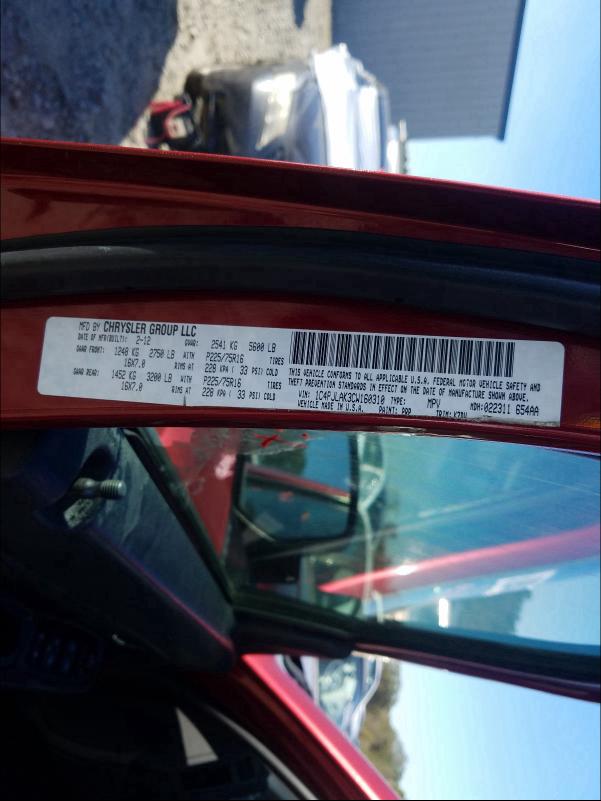 MFD BY CHRYSLER GROUP LLC
DATE OF MFR(BUILT): 2-12 GVWR: 2541 KG 5600 LB
GAWR FRONT: 1248 KG 2750 LB WITH P225/75R16 TIRES
16X7.0 RIMS AT 228 KPA ( 33 PSI) COLD
GAWR REAR: 1452 KG 3200 LB WITH P225/75R16 TIRES
16X7.0 RIMS AT 228 KPA ( 33 PSI) COLD
THIS VEHICLE CONFORMS TO ALL APPLICABLE U.S.A. FEDERAL MOTOR VEHICLE SAFETY AND
THEFT PREVENTION STANDARDS IN EFFECT ON THE DATE OF MANUFACTURE SHOWN ABOVE.
VIN: 1C4PJLAK3CW160310 TYPE: MPV MDH: 022311 654AA
VEHICLE MADE IN U.S.A. PAINT: PRP TRIM: